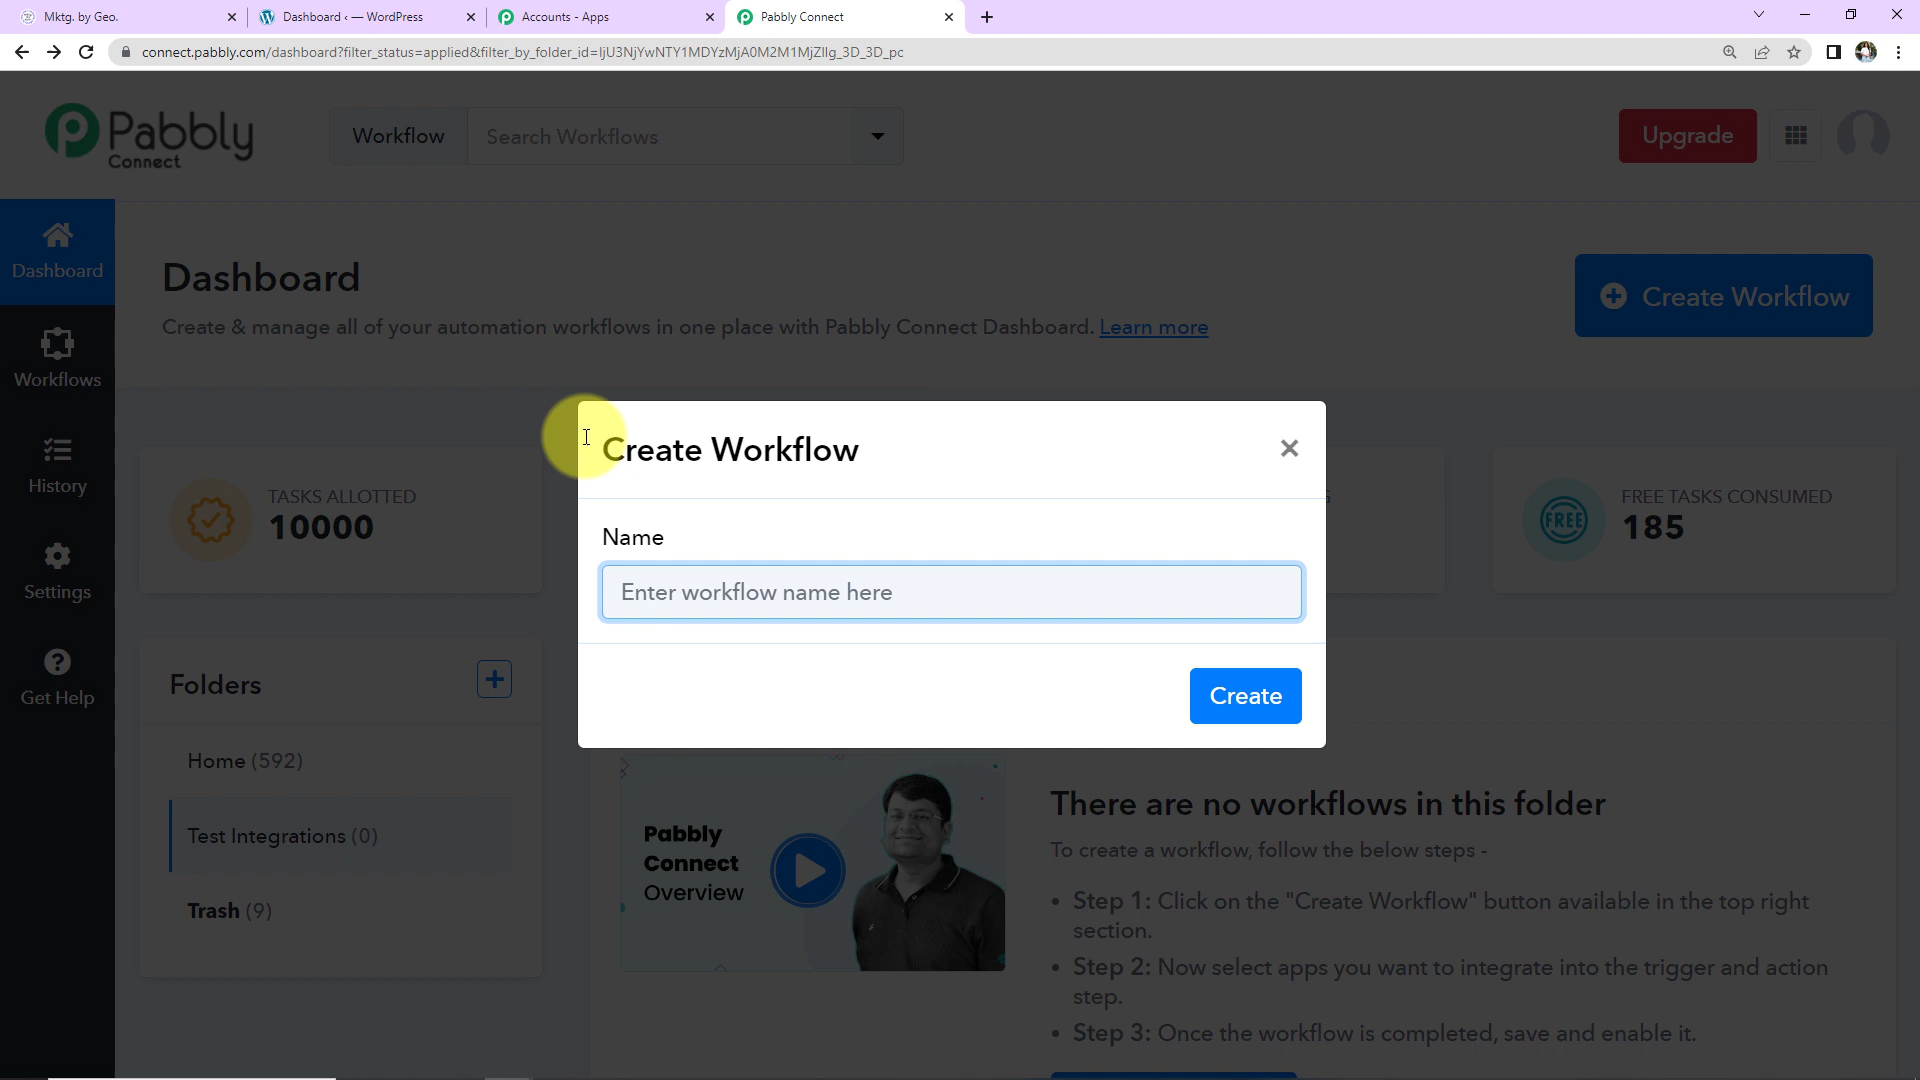 Mktg. by Geo.
Dashboard ‹ — WordPress
Accounts - Apps
Pabbly Connect
connect.pabbly.com/dashboard?filter_status=applied&filter_by_folder_id=IjU3NjYwNTY1MDYzMjA0M2M1MjZlIg_3D_3D_pc
Pabbly
Connect
Workflow
Search Workflows
Upgrade
Dashboard
Workflows
History
Settings
Get Help
Dashboard
Create & manage all of your automation workflows in one place with Pabbly Connect Dashboard. Learn more
Create Workflow
TASKS ALLOTTED
10000
FREE TASKS CONSUMED
185
FREE
Create Workflow
Name
Enter workflow name here
Create
Folders
Home (592)
Test Integrations (0)
Trash (9)
Pabbly
Connect
Overview
There are no workflows in this folder
To create a workflow, follow the below steps -
• Step 1: Click on the "Create Workflow" button available in the top right
section.
• Step 2: Now select apps you want to integrate into the trigger and action
step.
• Step 3: Once the workflow is completed, save and enable it.